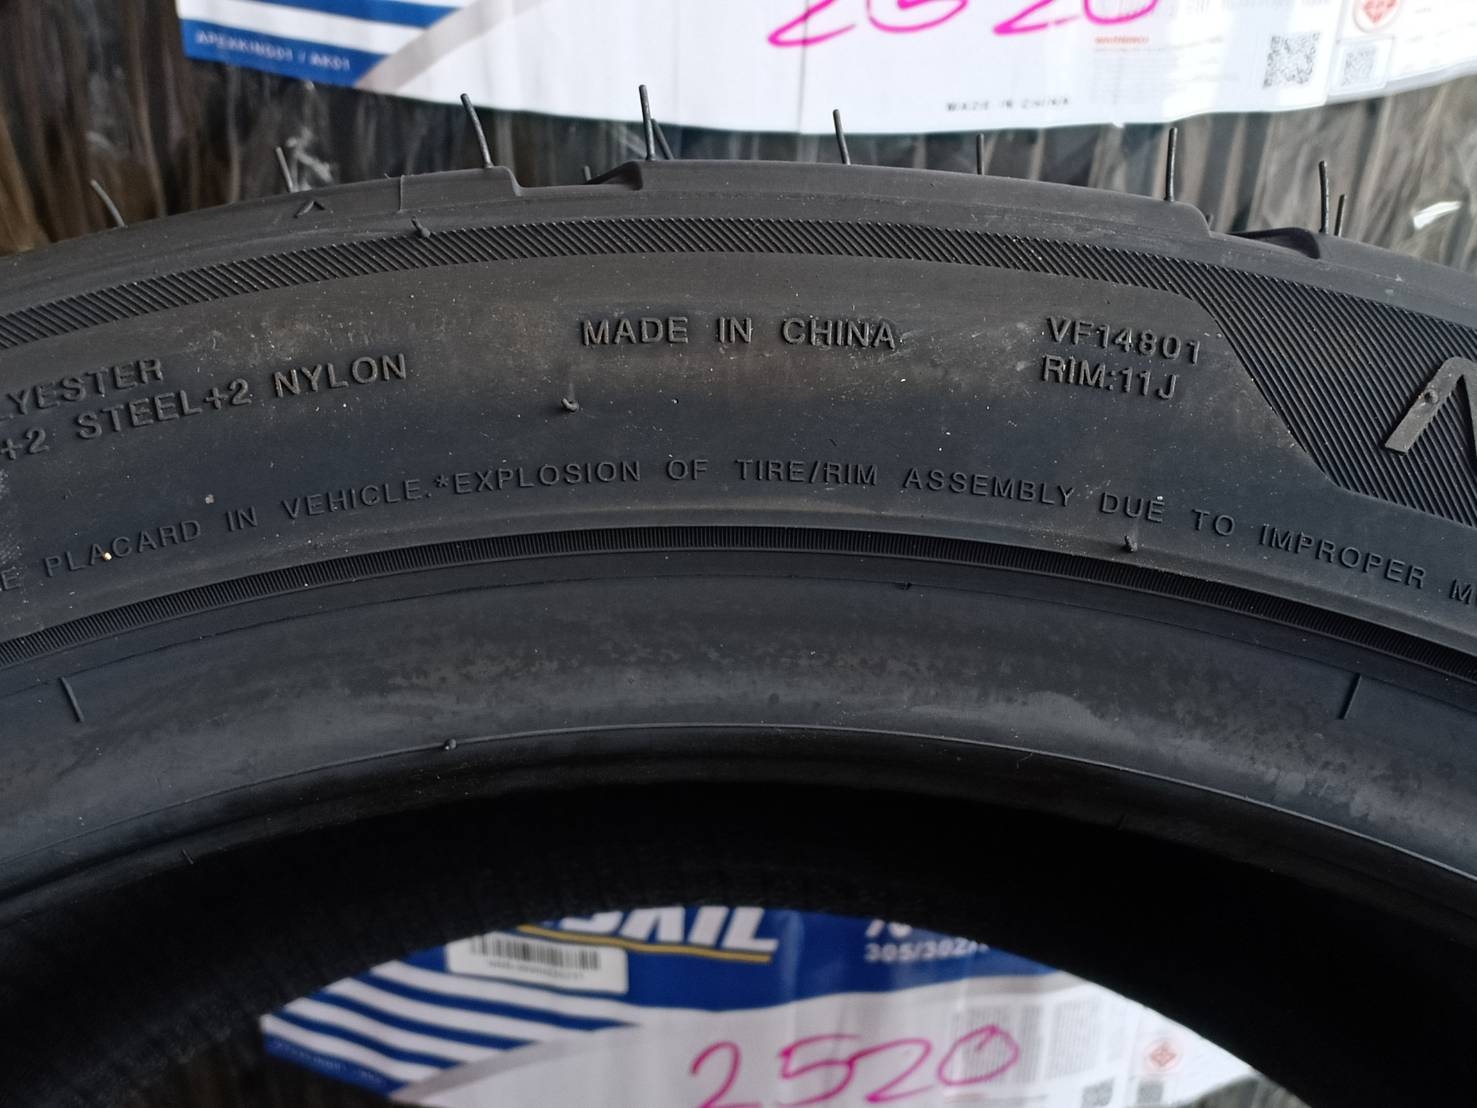 APEXKING01 / AK01
2520
WARNING!
MADE IN CHINA
LYESTER
+2 STEEL+2 NYLON
MADE IN CHINA
VF14801
RIM:11J
PLACARD IN VEHICLE.*EXPLOSION OF TIRE/RIM ASSEMBLY DUE TO IMPROPER M
2520